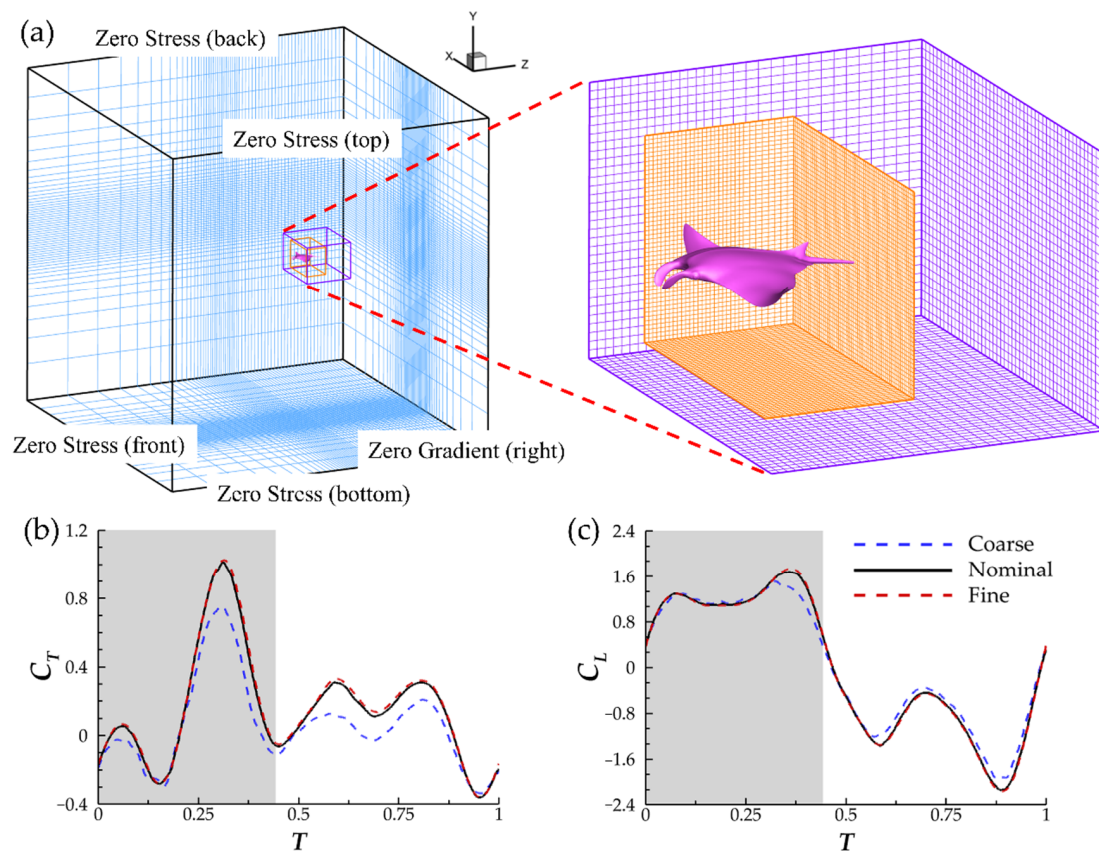 (a)
Zero Stress (back)
Y
X
Z
Zero Stress (top)
Zero Stress (front)
Zero Gradient (right)
Zero Stress (bottom)
(b)
1.2
0.8
0.4
0
−0.4
C_T
0
0.25
0.5
0.75
1
T
(c)
2.4
1.6
0.8
0
−0.8
−1.6
−2.4
C_L
Coarse
Nominal
Fine
0
0.25
0.5
0.75
1
T